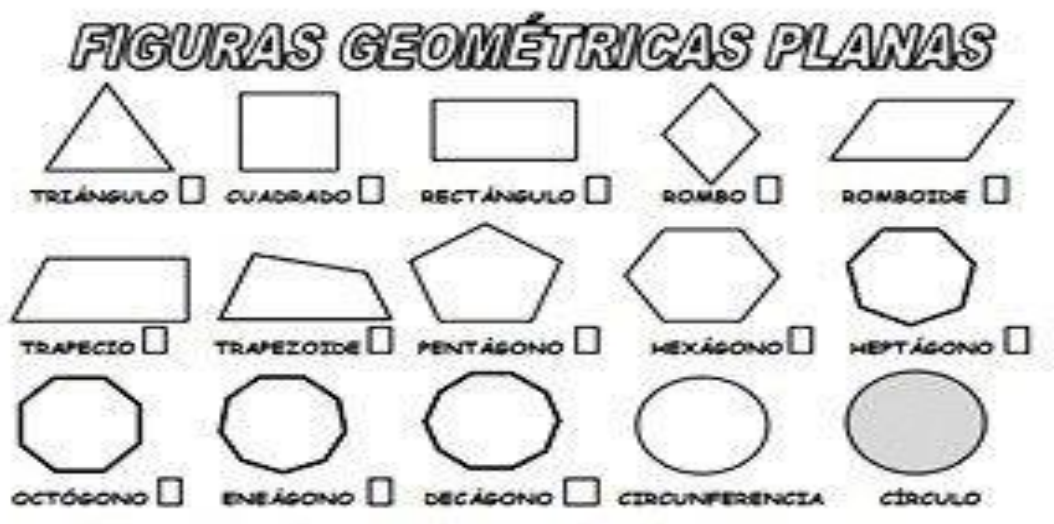 FIGURAS GEOMÉTRICAS PLANAS
TRIÁNGULO CUADRADO RECTÁNGULO ROMBO ROMBOIDE
TRAPECIO TRAPEZOIDE PENTÁGONO HEXÁGONO HEPTÁGONO
OCTÓGONO ENEÁGONO DECÁGONO CIRCUNFERENCIA CÍRCULO